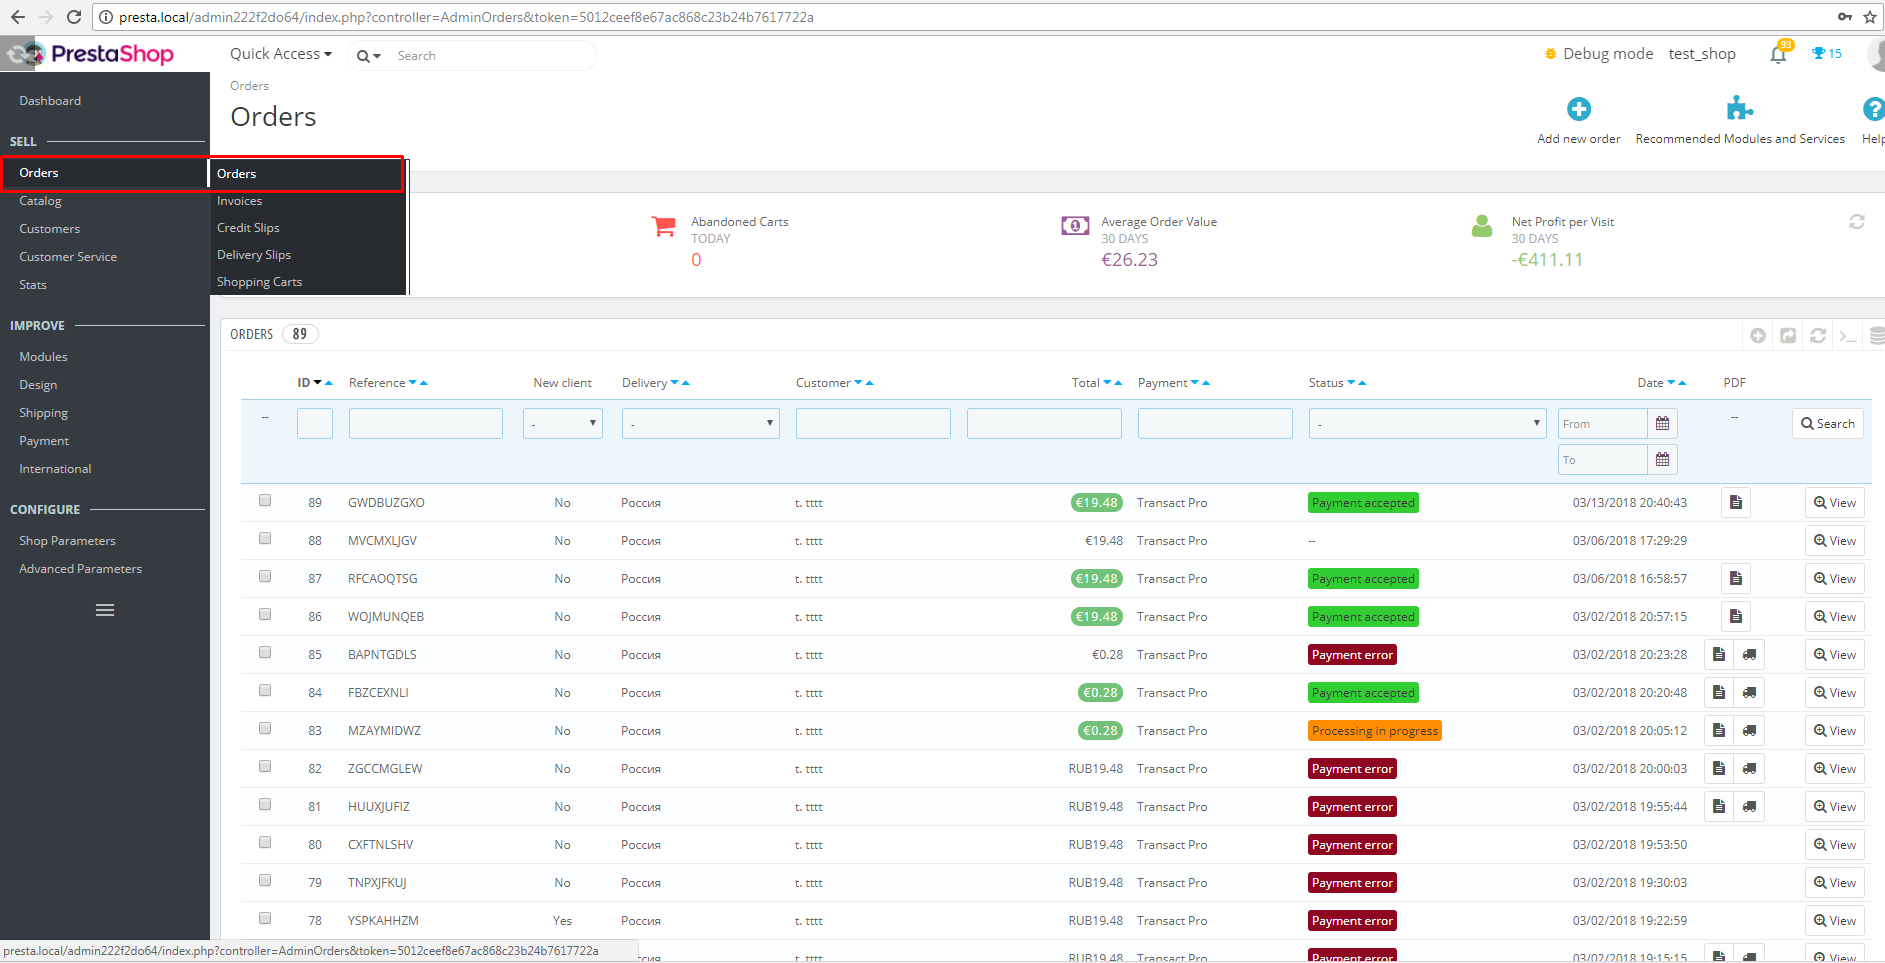 presta.local/admin222f2do64/index.php?controller=AdminOrders&token=5012ceef8e67ac868c23b24b7617722a
PrestaShop
Quick Access
Search
Debug mode
test_shop
93
15
Orders
Orders
Add new order
Recommended Modules and Services
Help
Dashboard
SELL
Orders
Catalog
Customers
Customer Service
Stats
IMPROVE
Modules
Design
Shipping
Payment
International
CONFIGURE
Shop Parameters
Advanced Parameters
Orders
Invoices
Credit Slips
Delivery Slips
Shopping Carts
Abandoned Carts
TODAY
0
Average Order Value
30 DAYS
€26.23
Net Profit per Visit
30 DAYS
-€411.11
ORDERS 89
ID Reference New client Delivery Customer Total Payment Status Date PDF
-- - - - From -- Search
To
89 GWDBUZGXO No Россия t. tttt €19.48 Transact Pro Payment accepted 03/13/2018 20:40:43 View
88 MVCMXLJGV No Россия t. tttt €19.48 Transact Pro -- 03/06/2018 17:29:29 View
87 RFCAOQTSG No Россия t. tttt €19.48 Transact Pro Payment accepted 03/06/2018 16:58:57 View
86 WOJMUNQEB No Россия t. tttt €19.48 Transact Pro Payment accepted 03/02/2018 20:57:15 View
85 BAPNTGDLS No Россия t. tttt €0.28 Transact Pro Payment error 03/02/2018 20:23:28 View
84 FBZCEXNLI No Россия t. tttt €0.28 Transact Pro Payment accepted 03/02/2018 20:20:48 View
83 MZAYMIDWZ No Россия t. tttt €0.28 Transact Pro Processing in progress 03/02/2018 20:05:12 View
82 ZGCCMGLEW No Россия t. tttt RUB19.48 Transact Pro Payment error 03/02/2018 20:00:03 View
81 HUUXJUFIZ No Россия t. tttt RUB19.48 Transact Pro Payment error 03/02/2018 19:55:44 View
80 CXFTNLSHV No Россия t. tttt RUB19.48 Transact Pro Payment error 03/02/2018 19:53:50 View
79 TNPXJFKUJ No Россия t. tttt RUB19.48 Transact Pro Payment error 03/02/2018 19:30:03 View
78 YSPKAHHZM Yes Россия t. tttt RUB19.48 Transact Pro Payment error 03/02/2018 19:22:59 View
t. tttt RUB19.48 Transact Pro Payment error 03/02/2018 19:15:15 View
presta.local/admin222f2do64/index.php?controller=AdminOrders&token=5012ceef8e67ac868c23b24b7617722a